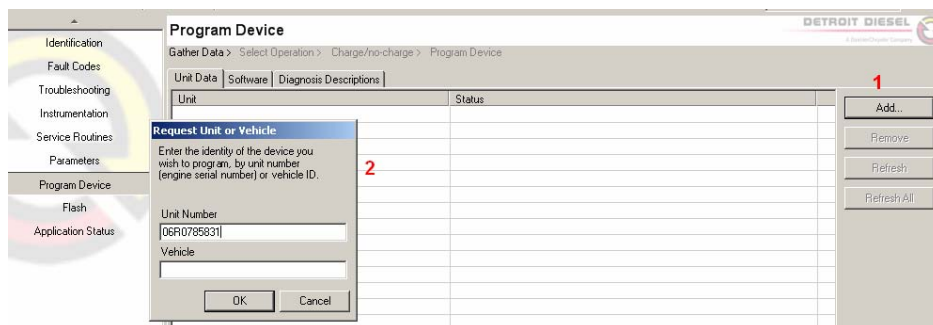 Program Device
DETROIT DIESEL
Gather Data > Select Operation > Charge/no-charge > Program Device
Identification
Fault Codes
Troubleshooting
Instrumentation
Service Routines
Parameters
Program Device
Flash
Application Status
Unit Data Software Diagnosis Descriptions
Unit Status
1
Add...
Remove
Refresh
Refresh All
Request Unit or Vehicle
Enter the identity of the device you
wish to program, by unit number
(engine serial number) or vehicle ID.
2
Unit Number
06R0785831
Vehicle
OK Cancel